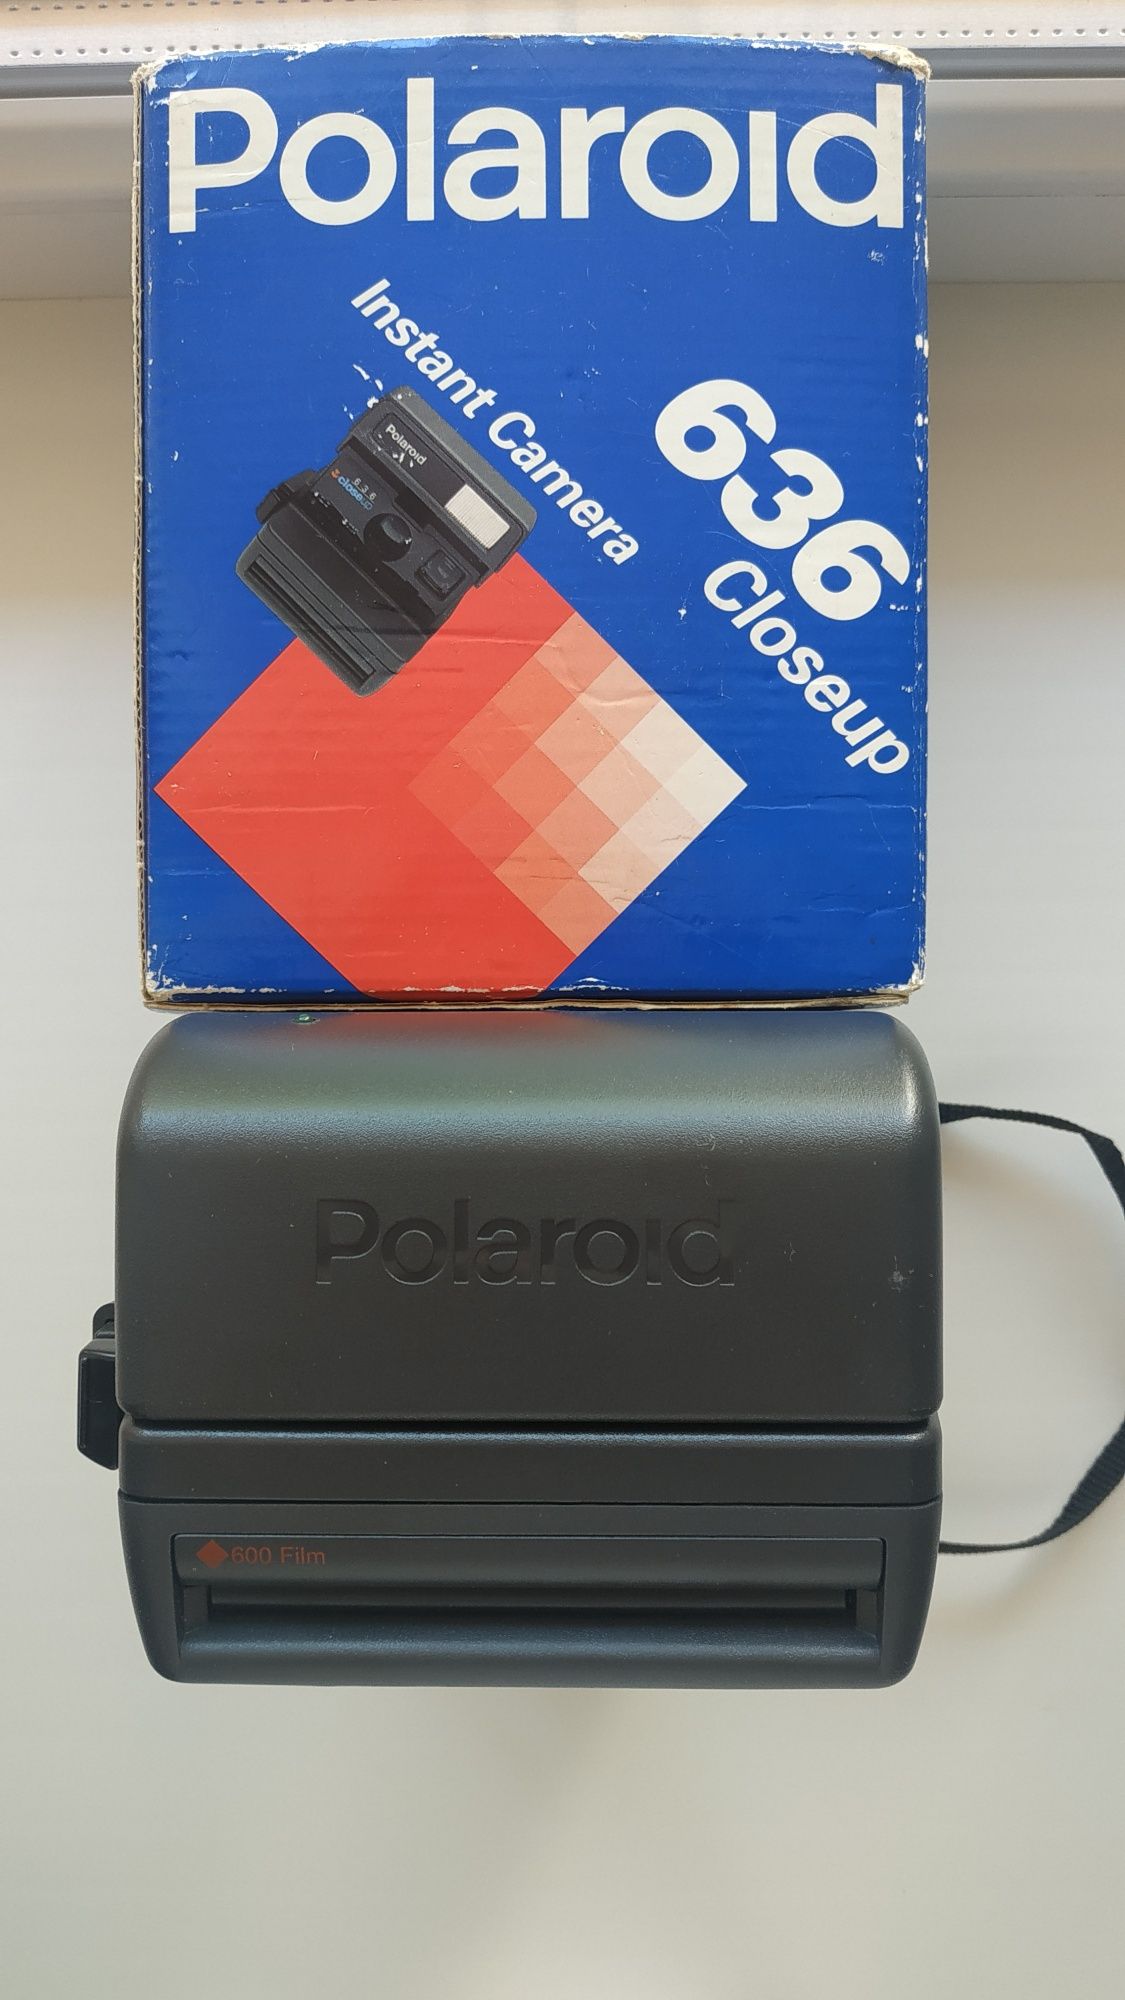 Polaroid
Instant Camera
636
Closeup
Polaroid
636
closeup
Polaroid
600 Film